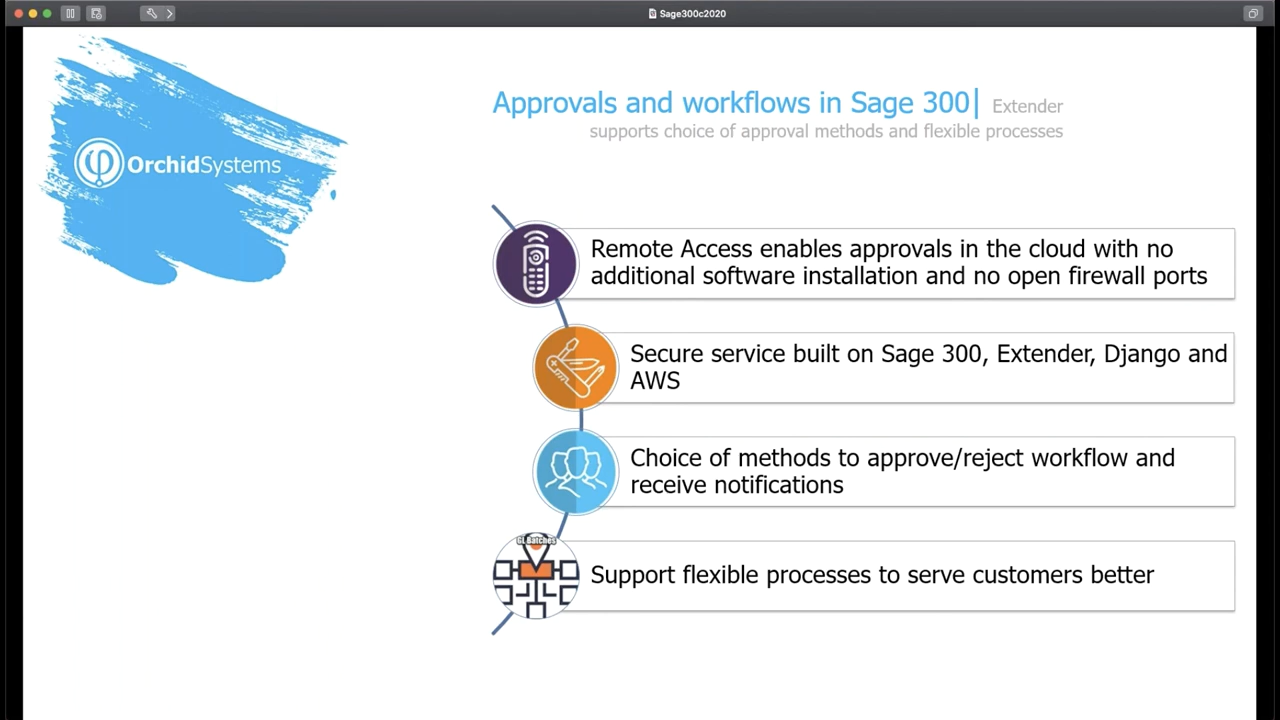 Sage300c2020
OrchidSystems
Approvals and workflows in Sage 300| Extender
supports choice of approval methods and flexible processes
Remote Access enables approvals in the cloud with no
additional software installation and no open firewall ports
Secure service built on Sage 300, Extender, Django and
AWS
Choice of methods to approve/reject workflow and
receive notifications
GL Batches
Support flexible processes to serve customers better